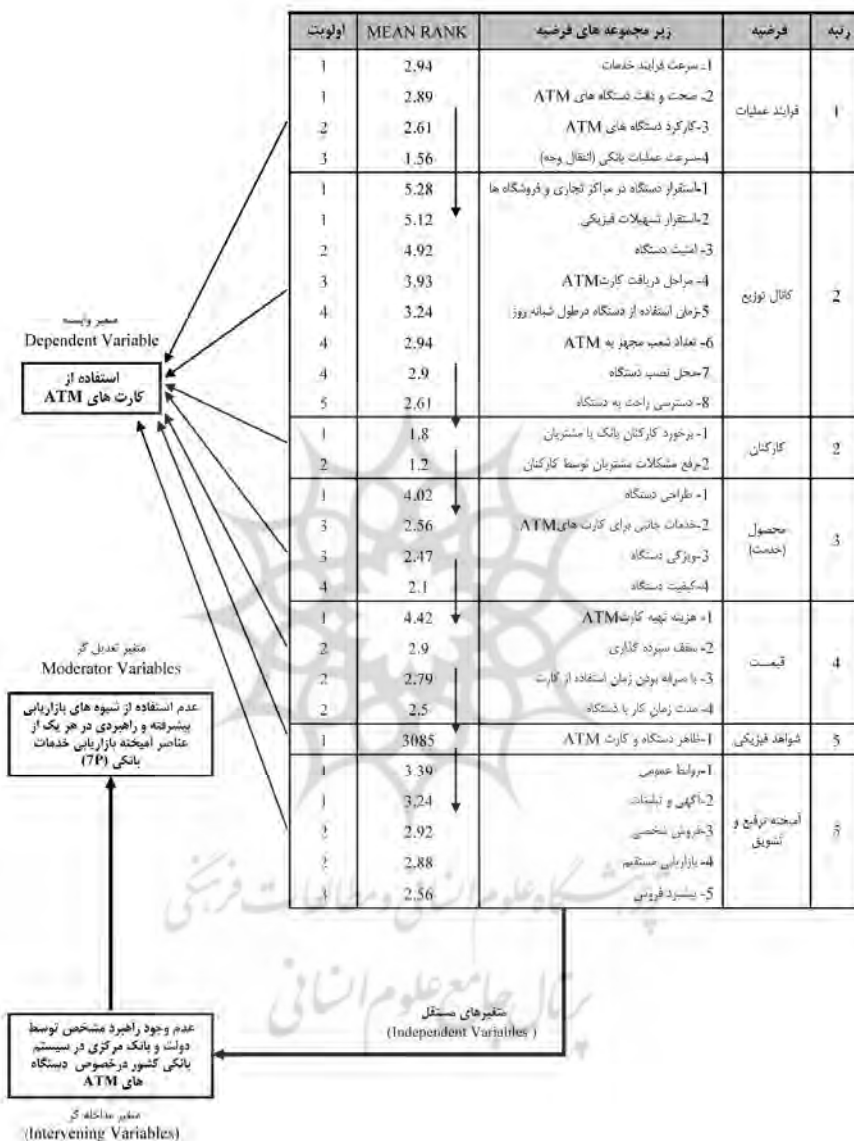 رتبه فرضیه زیر مجموعه های فرضیه MEAN RANK اولویت
1 فرایند عملیات
1- سرعت فرایند خدمات 2.94 1
2- صحت و دقت دستگاه های ATM 2.89 1
3-کارکرد دستگاه های ATM 2.61 2
4-سرعت عملیات بانکی (انتقال وجه) 1.56 3
2 کانال توزیع
1-استقرار دستگاه در مراکز تجاری و فروشگاه ها 5.28 1
2-استقرار تسهیلات فیزیکی 5.12 1
3- امنیت دستگاه 4.92 2
4- مراحل دریافت کارت ATM 3.93 3
5-زمان استفاده از دستگاه درطول شبانه روز 3.24 4
6- تعداد شعب مجهز به ATM 2.94 4
7-محل نصب دستگاه 2.9 4
8- دسترسی راحت به دستگاه 2.61 5
2 کارکنان
1- برخورد کارکنان بانک با مشتریان 1.8 1
2-رفع مشکلات مشتریان توسط کارکنان 1.2 2
3 محصول (خدمت)
1- طراحی دستگاه 4.02 1
2-خدمات جانبی برای کارت های ATM 2.56 3
3-ویژگی دستگاه 2.47 3
4-کیفیت دستگاه 2.1 4
4 قیمت
1- هزینه تهیه کارت ATM 4.42 1
2- سقف سپرده گذاری 2.9 2
3- با صرفه بودن زمان استفاده از کارت 2.79 2
4- مدت زمان کار با دستگاه 2.5 2
5 شواهد فیزیکی 1-ظاهر دستگاه و کارت ATM 3085 1
آمیخته ترفیع و تشویق
1-روابط عمومی 3.39 1
2-آگهی و تبلیغات 3.24 1
3-فروش شخصی 2.92 2
4- بازاریابی مستقیم 2.88 2
5- پیشبرد فروش 2.56 3
متغیر وابسته
Dependent Variable
استفاده از
کارت های ATM
متغیر تعدیل گر
Moderator Variables
عدم استفاده از شیوه های بازاریابی
پیشرفته و راهبردی در هر یک از
عناصر آمیخته بازاریابی خدمات
بانکی (7P)
پژوهشگاه علوم انسانی و مطالعات فرهنگی
پرتال جامع علوم انسانی
متغیرهای مستقل
(Independent Variables )
عدم وجود راهبرد مشخص توسط
دولت و بانک مرکزی در سیستم
بانکی کشور درخصوص دستگاه
های ATM
متغیر مداخله گر
(Intervening Variables)